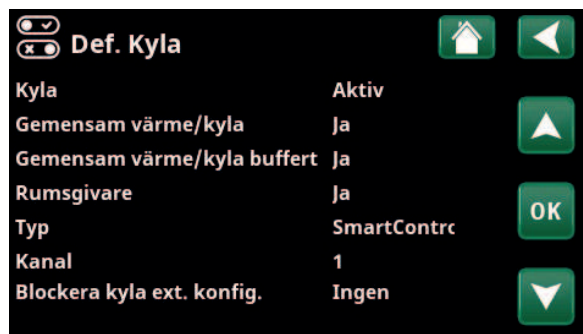 Def. Kyla
Kyla Aktiv
Gemensam värme/kyla Ja
Gemensam värme/kyla buffert Ja
Rumsgivare Ja
OK
Typ SmartContrc
Kanal 1
Blockera kyla ext. konfig. Ingen